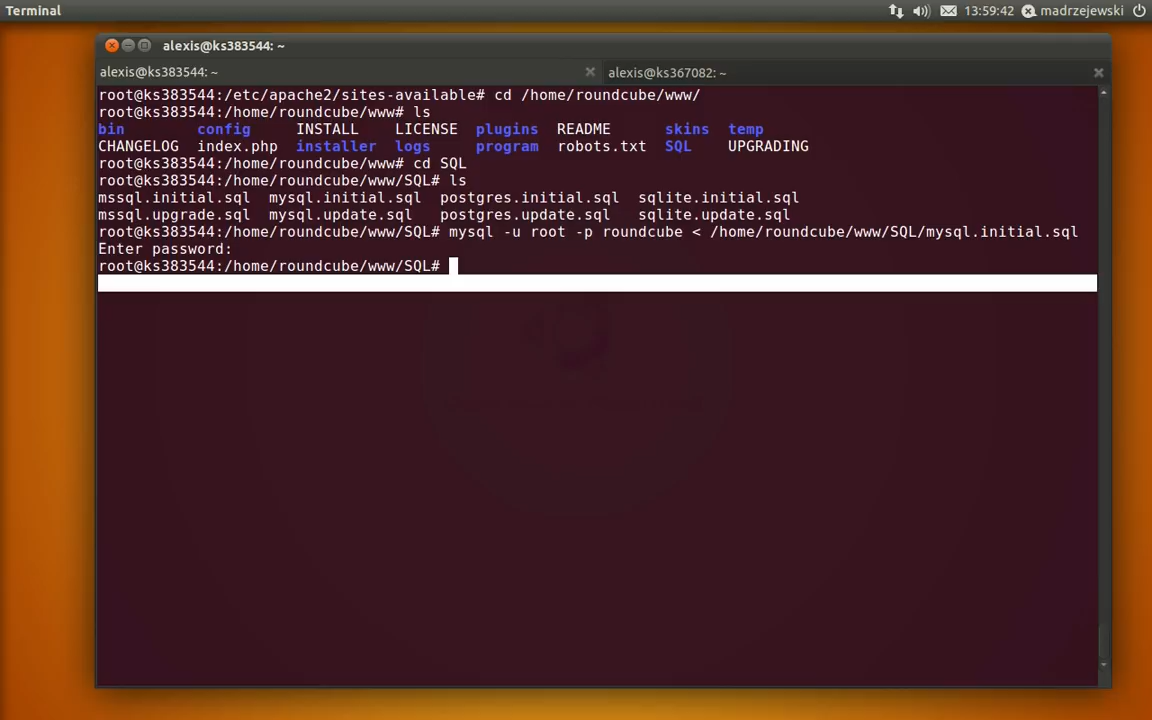 Terminal
13:59:42
madrzejewski
alexis@ks383544: ~
alexis@ks383544: ~
alexis@ks367082: ~
root@ks383544:/etc/apache2/sites-available# cd /home/roundcube/www/
root@ks383544:/home/roundcube/www# ls
bin config INSTALL LICENSE plugins README skins temp
CHANGELOG index.php installer logs program robots.txt SQL UPGRADING
root@ks383544:/home/roundcube/www# cd SQL
root@ks383544:/home/roundcube/www/SQL# ls
mssql.initial.sql mysql.initial.sql postgres.initial.sql sqlite.initial.sql
mssql.upgrade.sql mysql.update.sql postgres.update.sql sqlite.update.sql
root@ks383544:/home/roundcube/www/SQL# mysql -u root -p roundcube < /home/roundcube/www/SQL/mysql.initial.sql
Enter password:
root@ks383544:/home/roundcube/www/SQL#